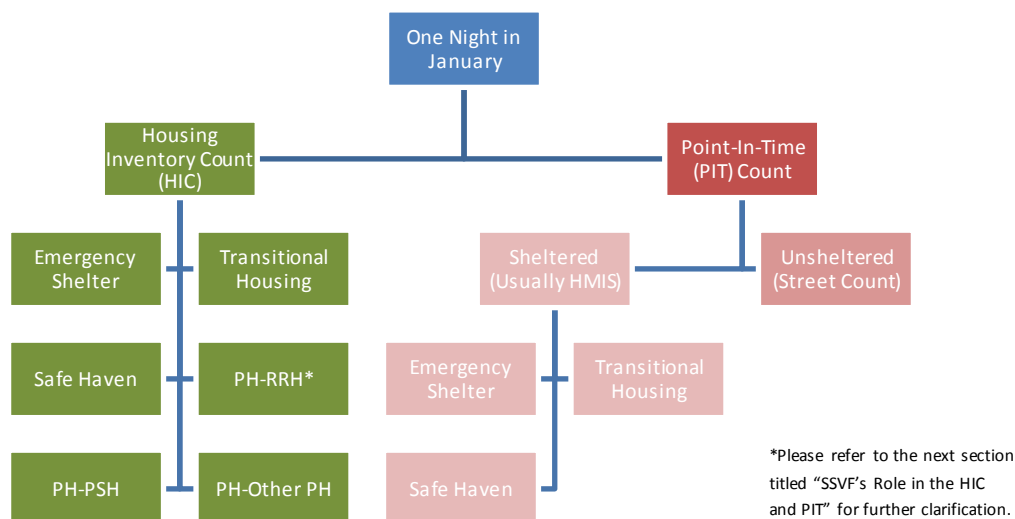 One Night in
January
Housing
Inventory Count
(HIC)
Point-In-Time
(PIT) Count
Emergency
Shelter
Transitional
Housing
Sheltered
(Usually HMIS)
Unsheltered
(Street Count)
Safe Haven
PH-RRH*
Emergency
Shelter
Transitional
Housing
PH-PSH
PH-Other PH
Safe Haven
*Please refer to the next section
titled “SSVF’s Role in the HIC
and PIT” for further clarification.